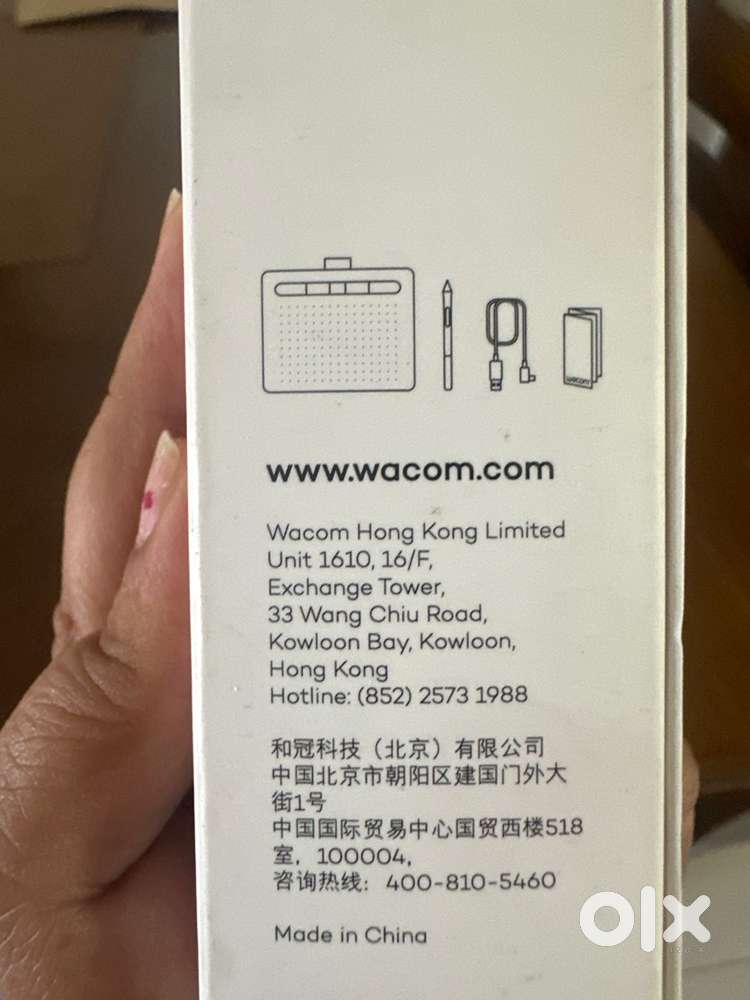 wacom
www.wacom.com
Wacom Hong Kong Limited
Unit 1610, 16/F,
Exchange Tower,
33 Wang Chiu Road,
Kowloon Bay, Kowloon,
Hong Kong
Hotline: (852) 2573 1988
和冠科技（北京）有限公司
中国北京市朝阳区建国门外大
街1号
中国国际贸易中心国贸西楼518
室，100004，
咨询热线：400-810-5460
Made in China
olx